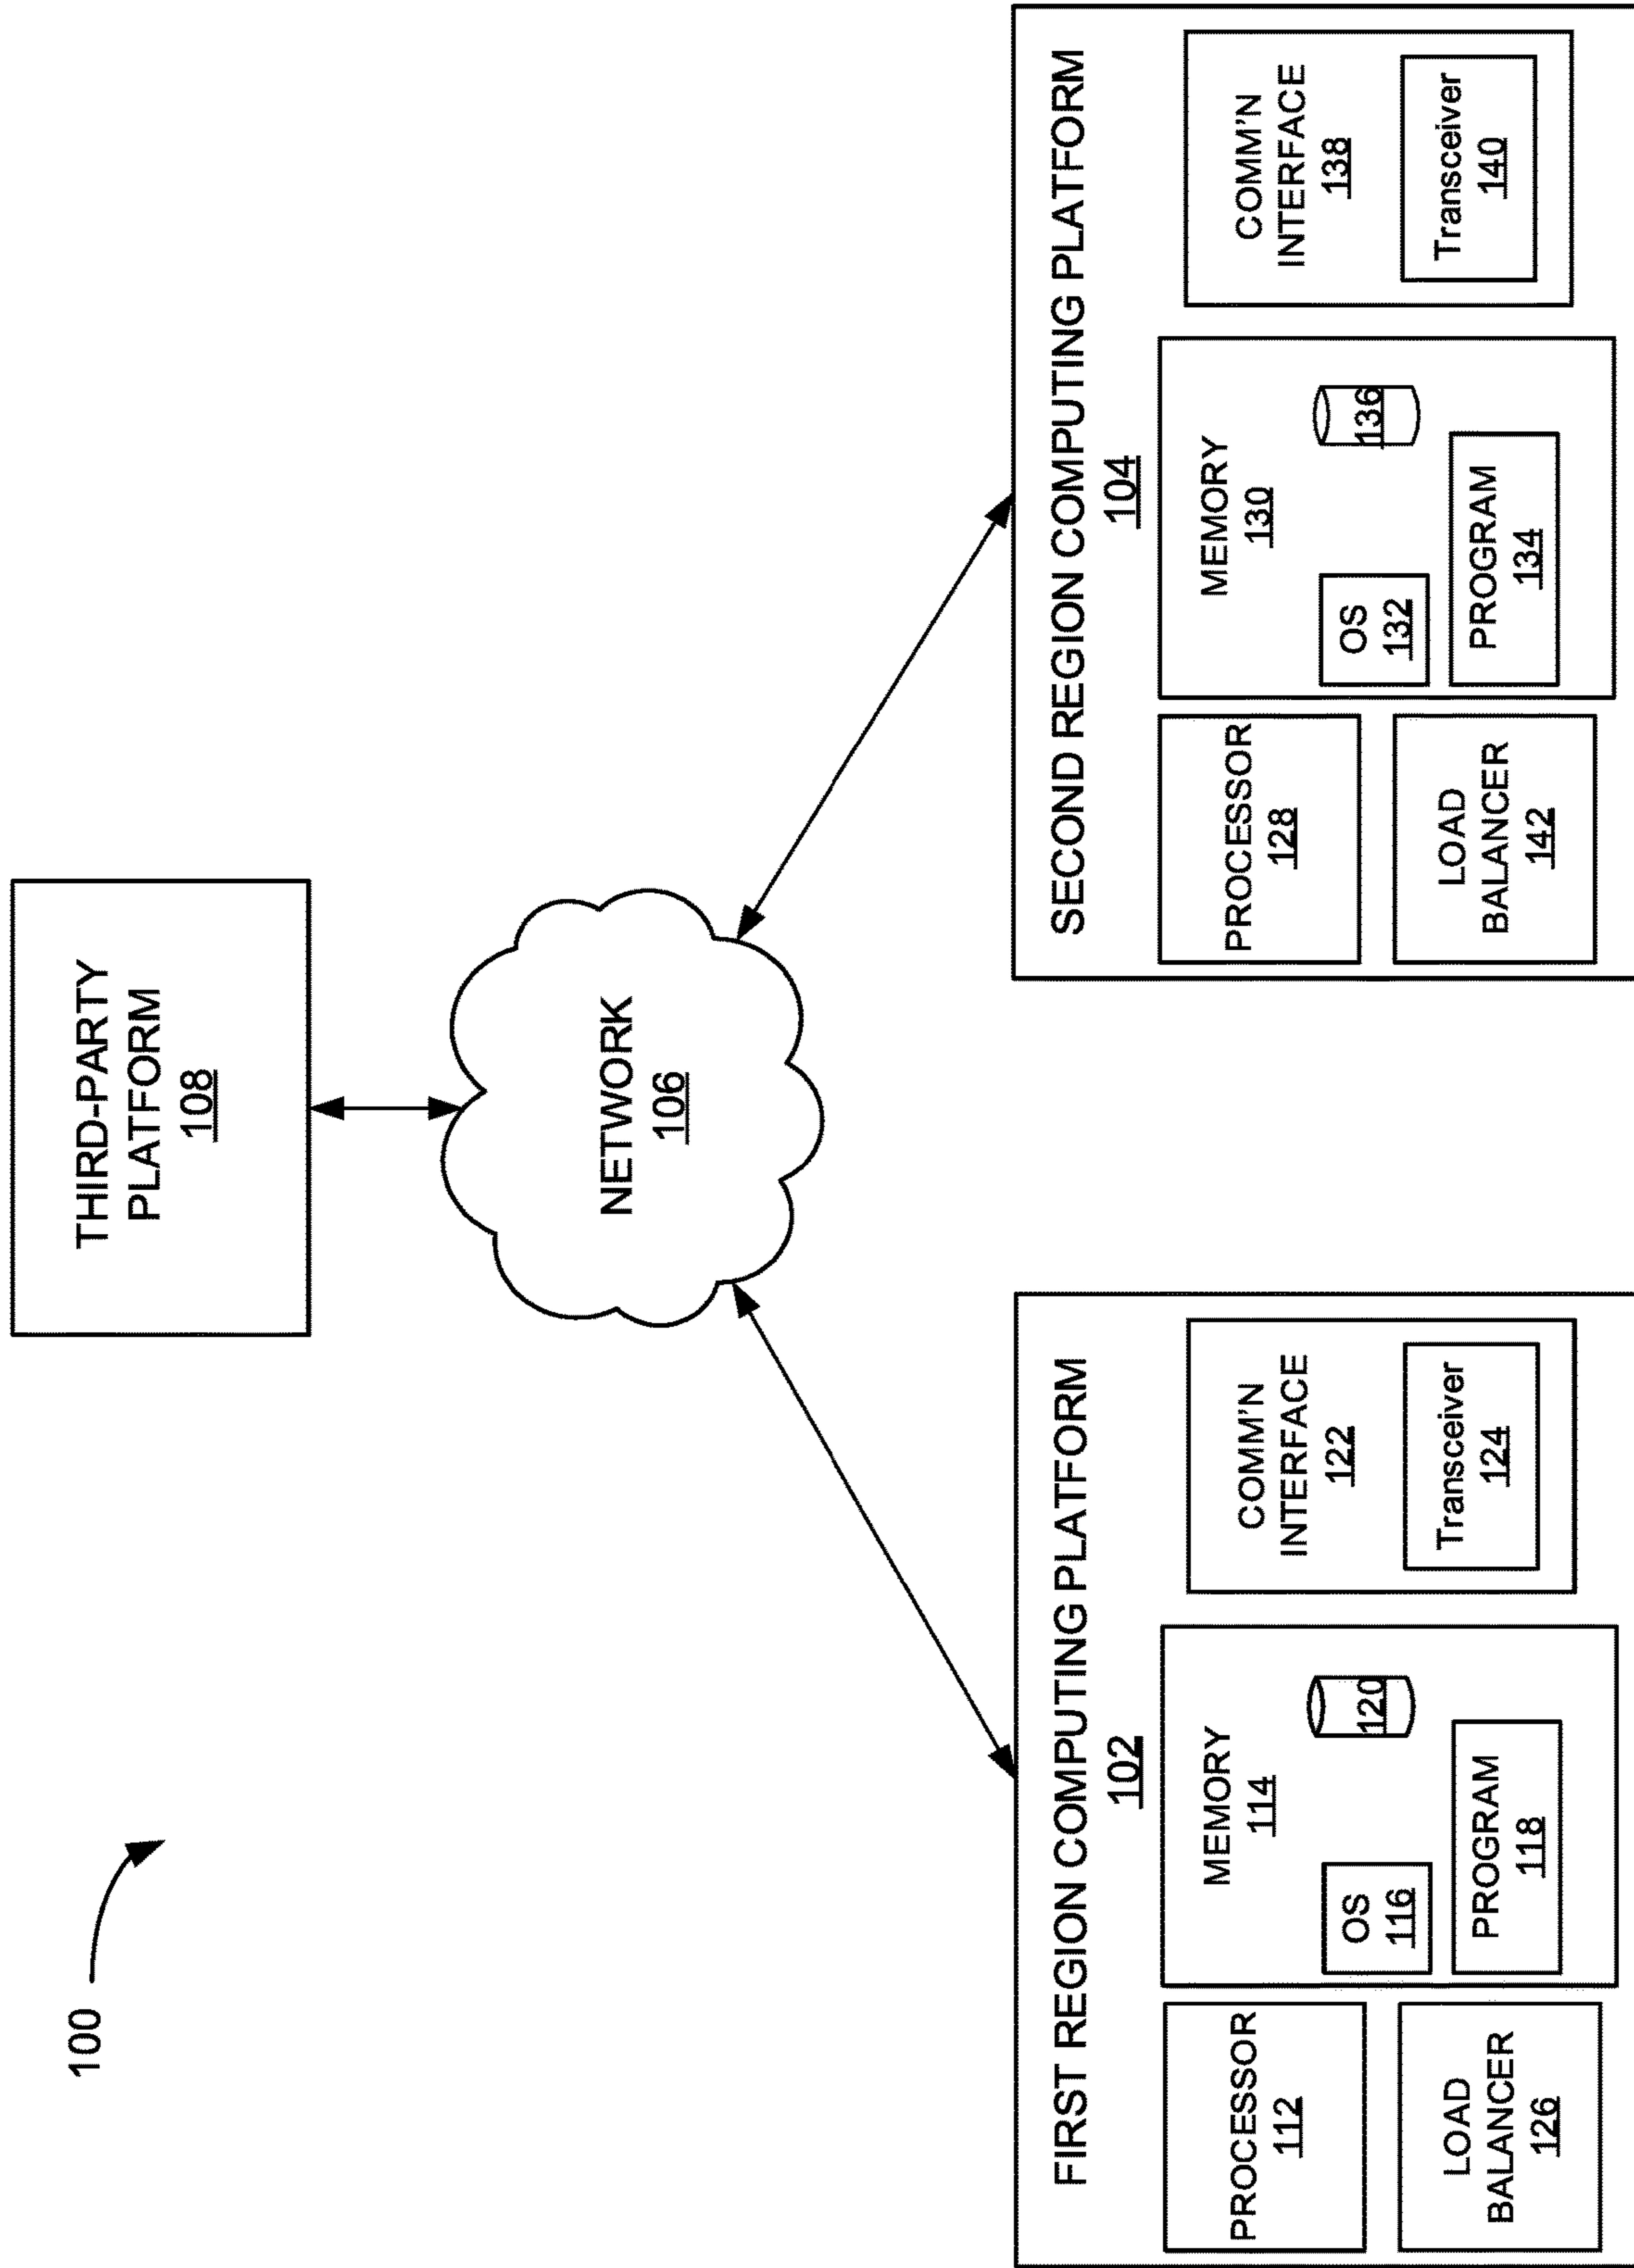 100
THIRD-PARTY
PLATFORM
108
NETWORK
106
FIRST REGION COMPUTING PLATFORM
102
PROCESSOR
112
LOAD
BALANCER
126
MEMORY
114
OS
116
120
PROGRAM
118
COMM'N
INTERFACE
122
Transceiver
124
SECOND REGION COMPUTING PLATFORM
104
PROCESSOR
128
LOAD
BALANCER
142
MEMORY
130
OS
132
136
PROGRAM
134
COMM'N
INTERFACE
138
Transceiver
140